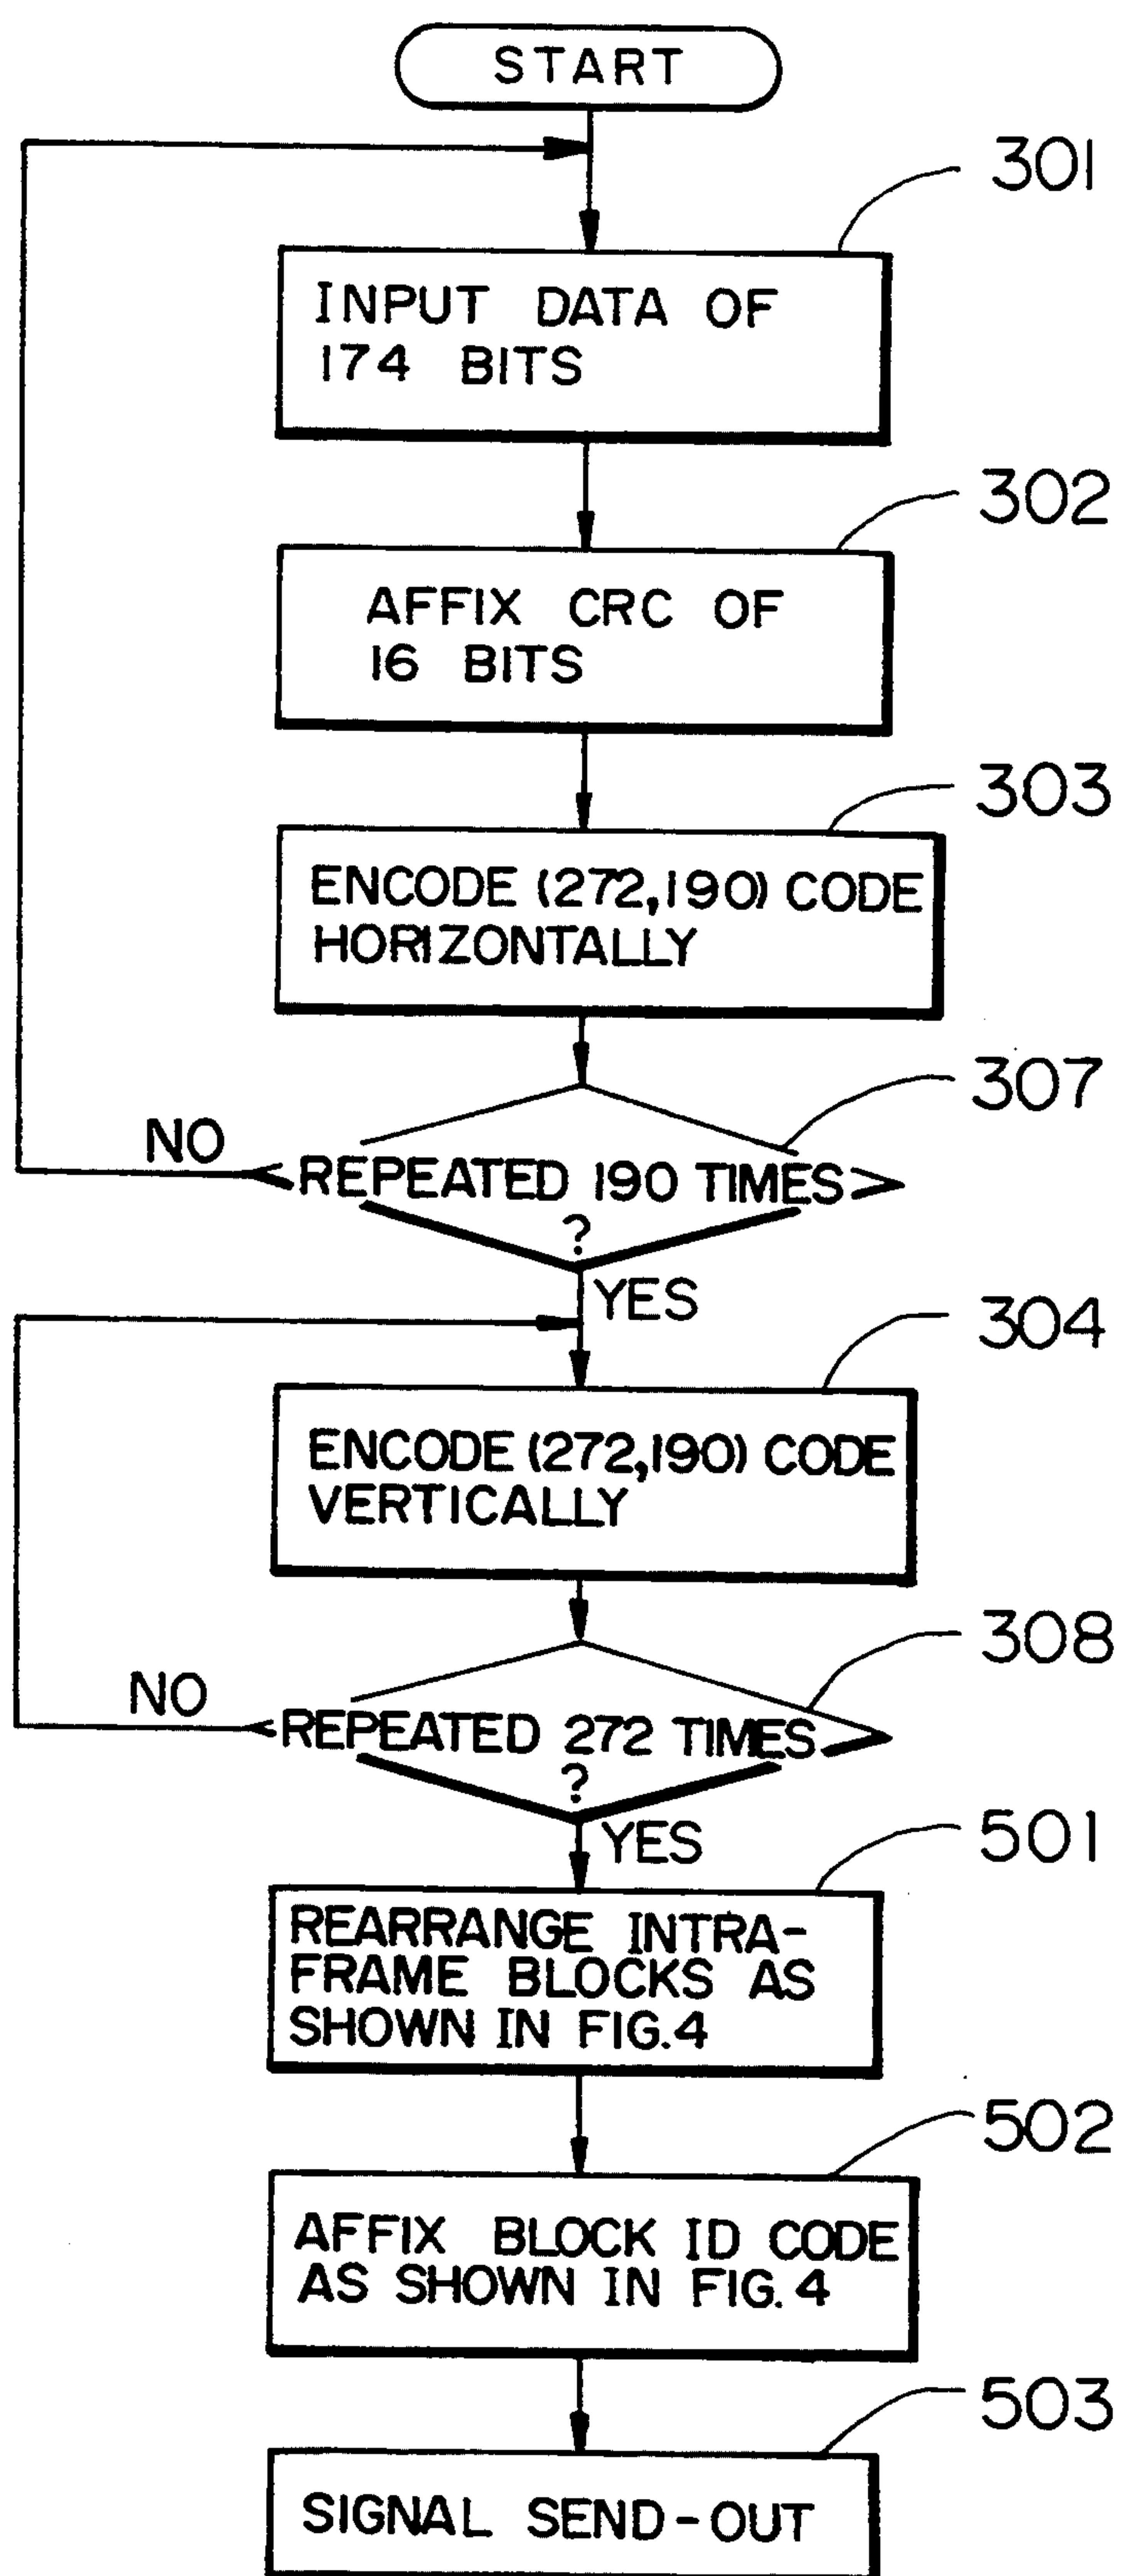 START
301
INPUT DATA OF
174 BITS
302
AFFIX CRC OF
16 BITS
303
ENCODE (272,190) CODE
HORIZONTALLY
307
NO
REPEATED 190 TIMES
?
YES
304
ENCODE (272,190) CODE
VERTICALLY
308
NO
REPEATED 272 TIMES
?
YES
501
REARRANGE INTRA-
FRAME BLOCKS AS
SHOWN IN FIG.4
502
AFFIX BLOCK ID CODE
AS SHOWN IN FIG.4
503
SIGNAL SEND-OUT